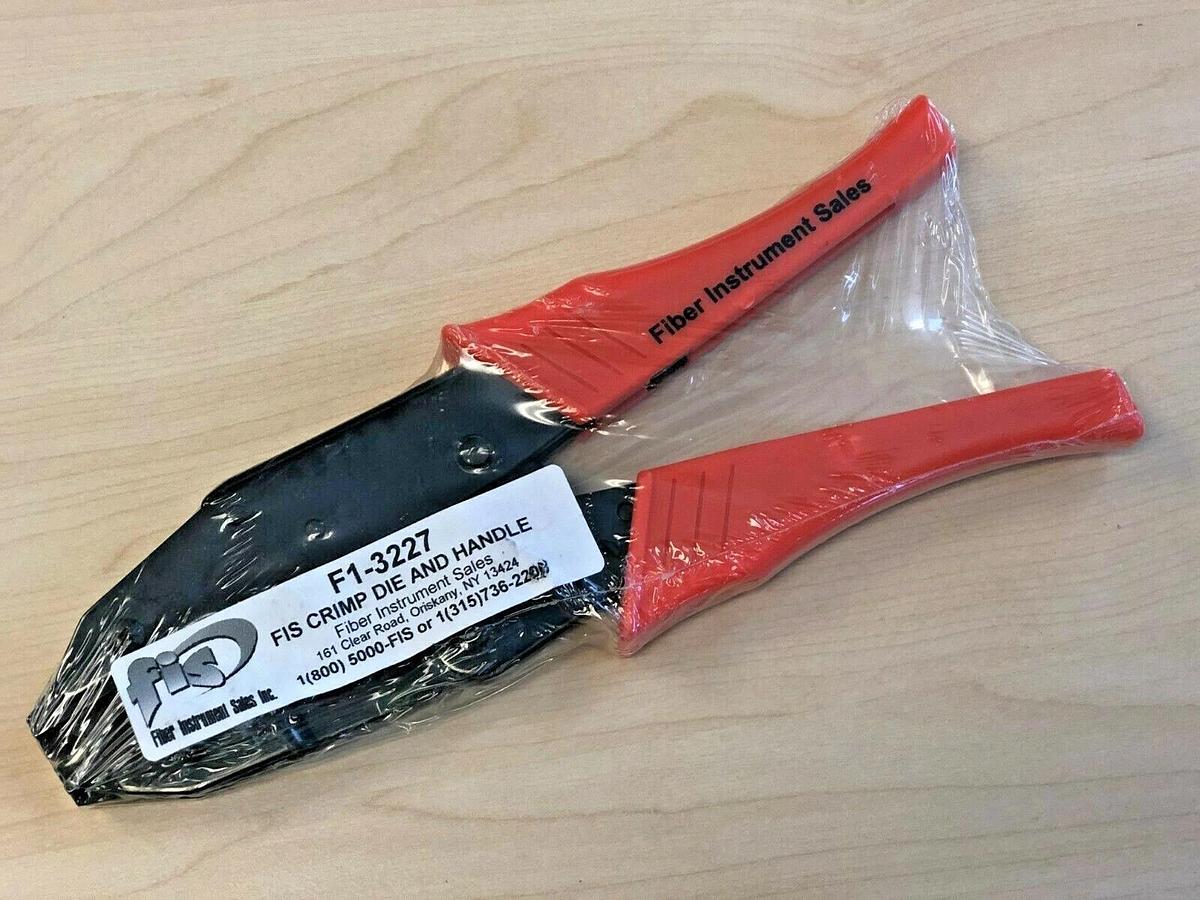 Fiber Instrument Sales
F1-3227
FIS CRIMP DIE AND HANDLE
Fiber Instrument Sales
161 Clear Road, Oriskany, NY 13424
1(800) 5000-FIS or 1(315)736-2206
fis
Fiber Instrument Sales Inc.